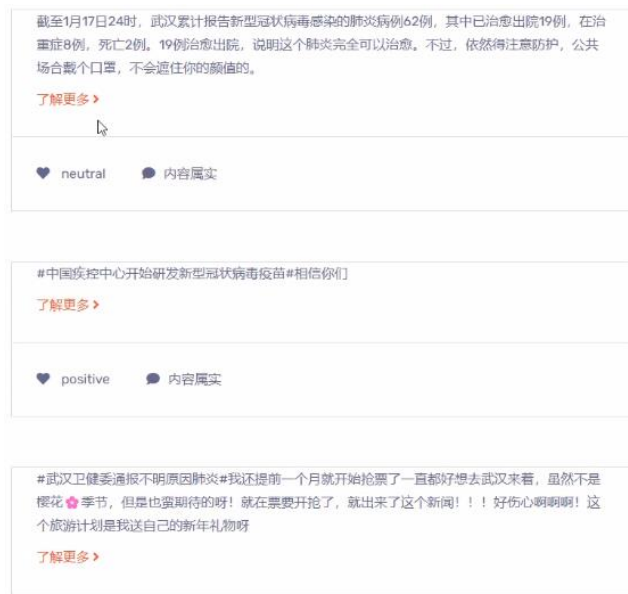 截至1月17日24时，武汉累计报告新型冠状病毒感染的肺炎病例62例，其中已治愈出院19例，在治
重症8例，死亡2例。19例治愈出院，说明这个肺炎完全可以治愈。不过，依然得注意防护，公共
场合戴个口罩，不会遮住你的颜值的。
了解更多
neutral 内容属实
#中国疾控中心开始研发新型冠状病毒疫苗#相信你们
了解更多
positive 内容属实
#武汉卫健委通报不明原因肺炎#我还提前一个月就开始抢票了一直都好想去武汉来着，虽然不是
樱花🌸季节，但是也蛮期待的呀！就在票要开抢了，就出来了这个新闻！！！好伤心啊啊啊！这
个旅游计划是我送自己的新年礼物呀
了解更多